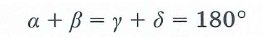 α + β = γ + δ = 180°